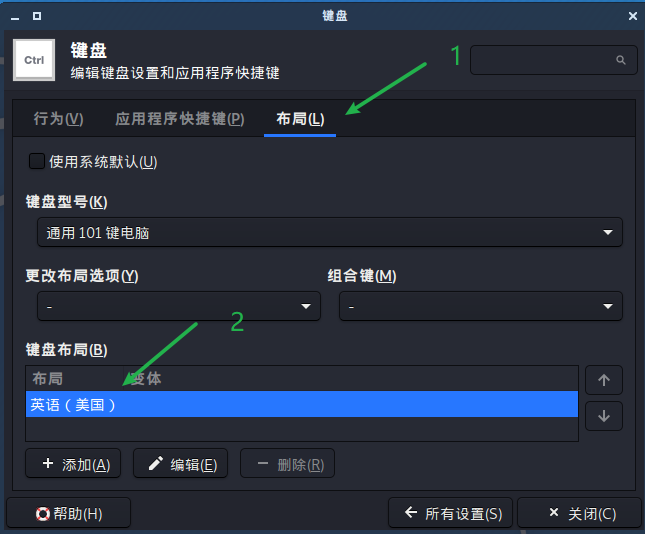 键盘
Ctrl
键盘
编辑键盘设置和应用程序快捷键
1
行为(V) 应用程序快捷键(P) 布局(L)
使用系统默认(U)
键盘型号(K)
通用 101 键电脑
更改布局选项(Y) 组合键(M)
- -
2
键盘布局(B)
布局 变体
英语（美国）
添加(A) 编辑(E) 删除(R)
帮助(H) 所有设置(S) 关闭(C)